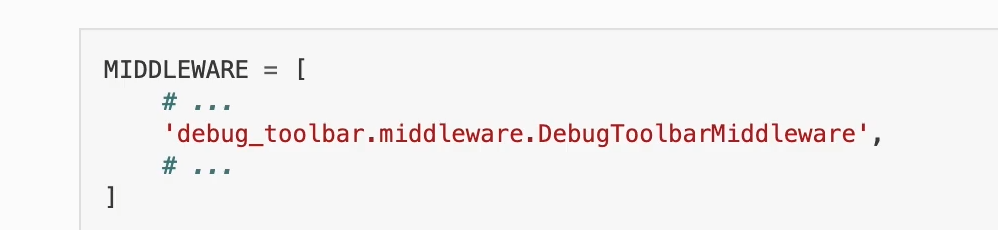 MIDDLEWARE = [
    # ...
    'debug_toolbar.middleware.DebugToolbarMiddleware',
    # ...
]